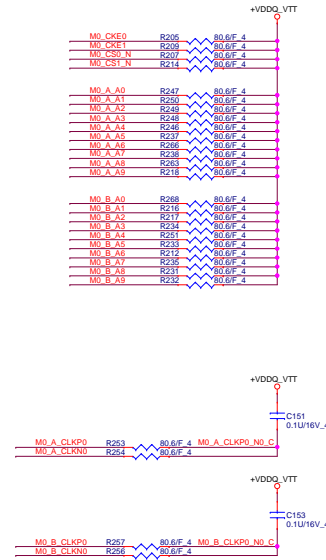 +VDDQ_VTT
M0_CKE0 R205 80.6/F_4
M0_CKE1 R209 80.6/F_4
M0_CS0_N R207 80.6/F_4
M0_CS1_N R214 80.6/F_4
M0_A_A0 R247 80.6/F_4
M0_A_A1 R250 80.6/F_4
M0_A_A2 R249 80.6/F_4
M0_A_A3 R248 80.6/F_4
M0_A_A4 R246 80.6/F_4
M0_A_A5 R237 80.6/F_4
M0_A_A6 R266 80.6/F_4
M0_A_A7 R238 80.6/F_4
M0_A_A8 R263 80.6/F_4
M0_A_A9 R218 80.6/F_4
M0_B_A0 R268 80.6/F_4
M0_B_A1 R216 80.6/F_4
M0_B_A2 R217 80.6/F_4
M0_B_A3 R234 80.6/F_4
M0_B_A4 R251 80.6/F_4
M0_B_A5 R233 80.6/F_4
M0_B_A6 R212 80.6/F_4
M0_B_A7 R235 80.6/F_4
M0_B_A8 R231 80.6/F_4
M0_B_A9 R232 80.6/F_4
+VDDQ_VTT
C151
0.1U/16V_4
M0_A_CLKP0 R253 80.6/F_4 M0_A_CLKP0_N0_C
M0_A_CLKN0 R254 80.6/F_4
+VDDQ_VTT
C153
0.1U/16V_4
M0_B_CLKP0 R257 80.6/F_4 M0_B_CLKP0_N0_C
M0_B_CLKN0 R256 80.6/F_4